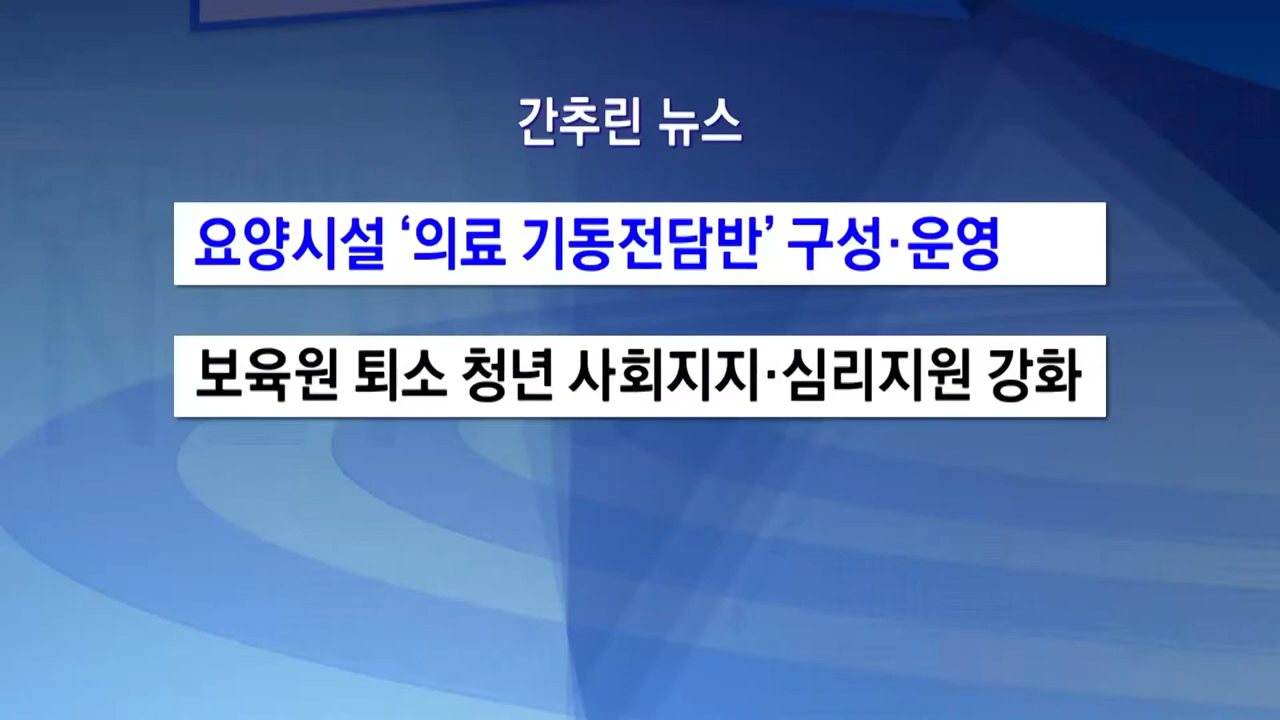 간추린 뉴스
요양시설 ‘의료 기동전담반’ 구성·운영
보육원 퇴소 청년 사회지지·심리지원 강화